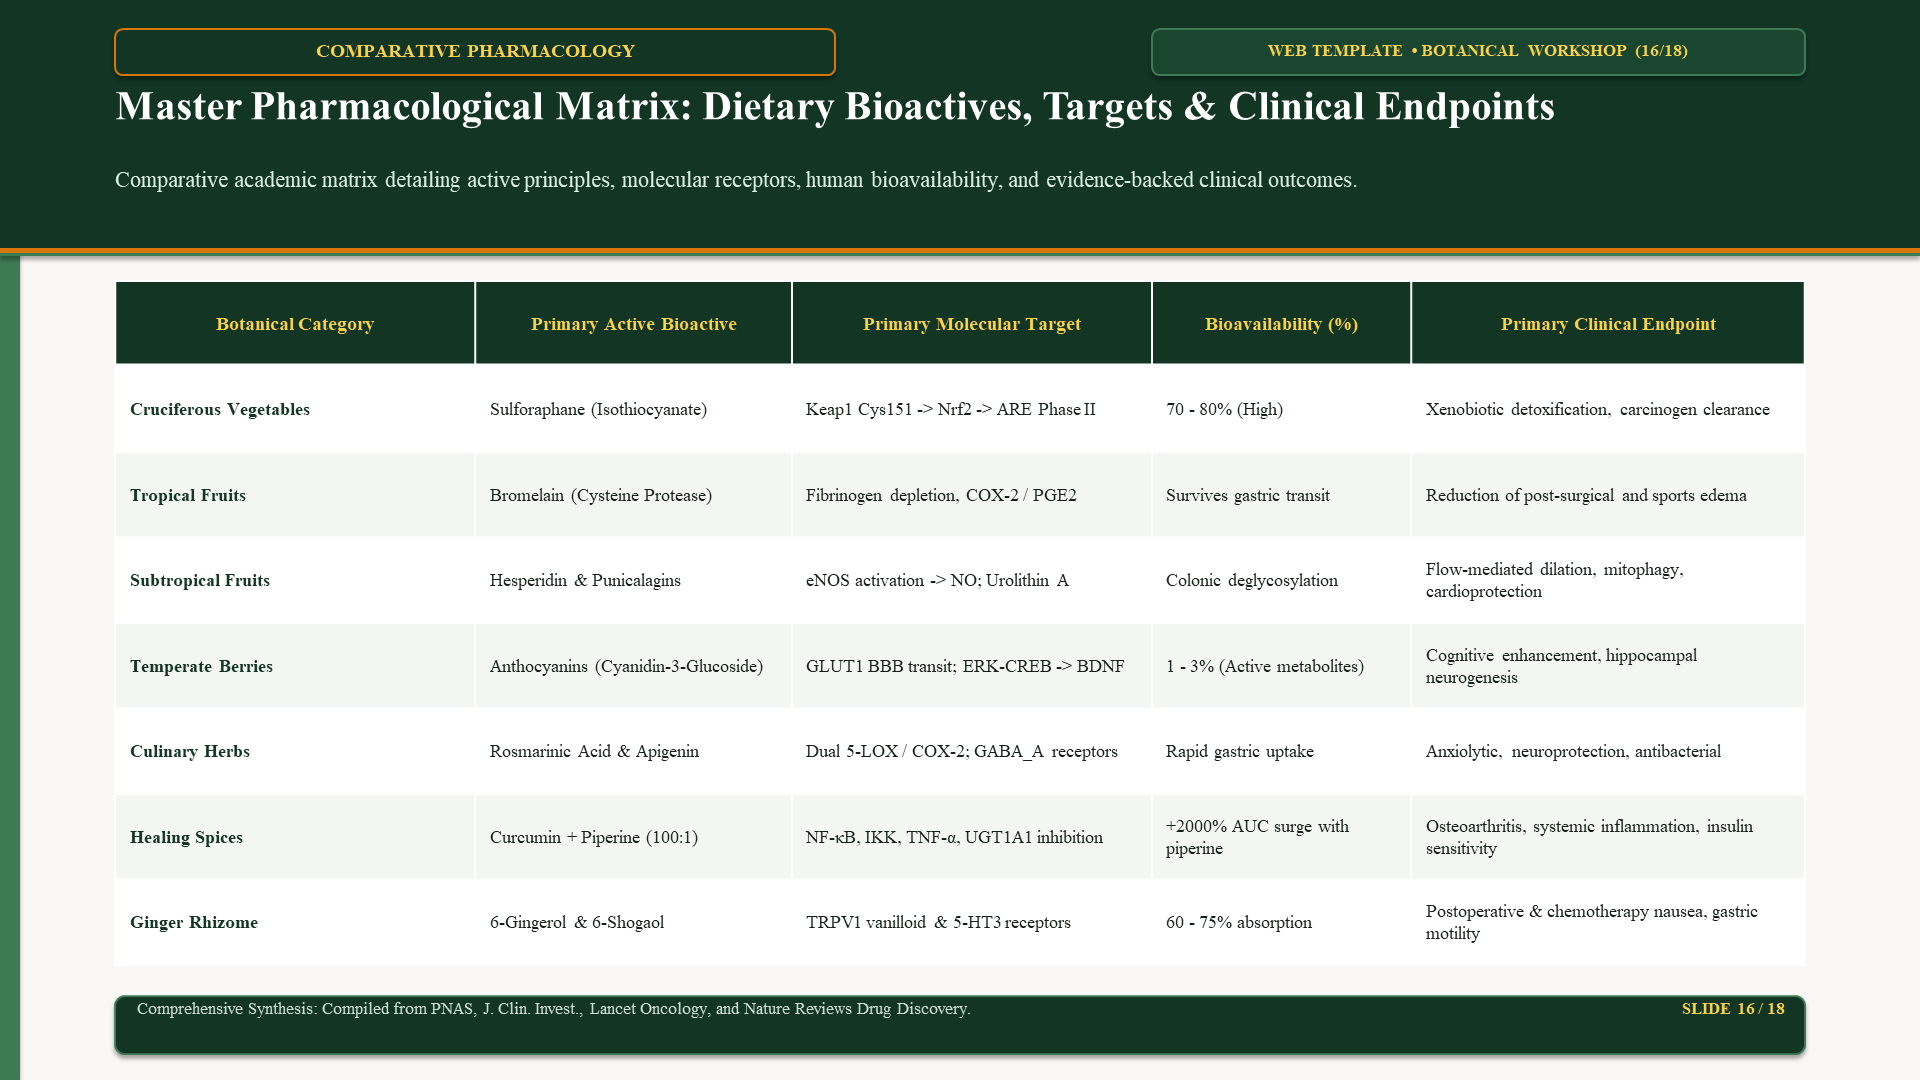 COMPARATIVE PHARMACOLOGY
WEB TEMPLATE • BOTANICAL WORKSHOP (16/18)
Master Pharmacological Matrix: Dietary Bioactives, Targets & Clinical Endpoints
Comparative academic matrix detailing active principles, molecular receptors, human bioavailability, and evidence-backed clinical outcomes.
Botanical Category
Primary Active Bioactive
Primary Molecular Target
Bioavailability (%)
Primary Clinical Endpoint
Cruciferous Vegetables
Sulforaphane (Isothiocyanate)
Keap1 Cys151 -> Nrf2 -> ARE Phase II
70 - 80% (High)
Xenobiotic detoxification, carcinogen clearance
Tropical Fruits
Bromelain (Cysteine Protease)
Fibrinogen depletion, COX-2 / PGE2
Survives gastric transit
Reduction of post-surgical and sports edema
Subtropical Fruits
Hesperidin & Punicalagins
eNOS activation -> NO; Urolithin A
Colonic deglycosylation
Flow-mediated dilation, mitophagy,
cardioprotection
Temperate Berries
Anthocyanins (Cyanidin-3-Glucoside)
GLUT1 BBB transit; ERK-CREB -> BDNF
1 - 3% (Active metabolites)
Cognitive enhancement, hippocampal
neurogenesis
Culinary Herbs
Rosmarinic Acid & Apigenin
Dual 5-LOX / COX-2; GABA_A receptors
Rapid gastric uptake
Anxiolytic, neuroprotection, antibacterial
Healing Spices
Curcumin + Piperine (100:1)
NF-κB, IKK, TNF-α, UGT1A1 inhibition
+2000% AUC surge with
piperine
Osteoarthritis, systemic inflammation, insulin
sensitivity
Ginger Rhizome
6-Gingerol & 6-Shogaol
TRPV1 vanilloid & 5-HT3 receptors
60 - 75% absorption
Postoperative & chemotherapy nausea, gastric
motility
Comprehensive Synthesis: Compiled from PNAS, J. Clin. Invest., Lancet Oncology, and Nature Reviews Drug Discovery.
SLIDE 16 / 18